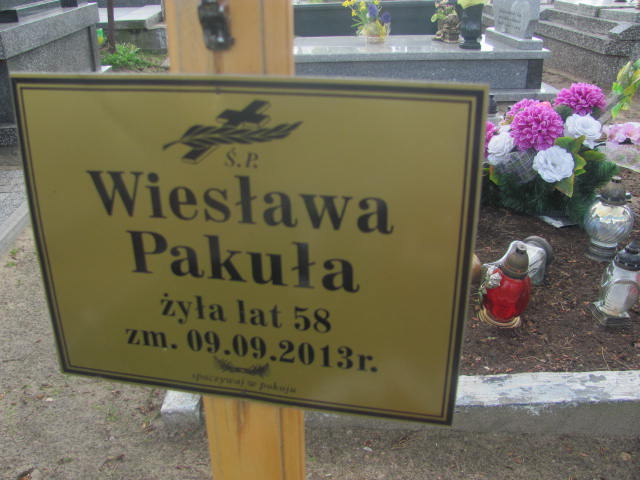 Ś.P.
Wiesława
Pakuła
żyła lat 58
zm. 09.09.2013r.
spoczywaj w pokoju